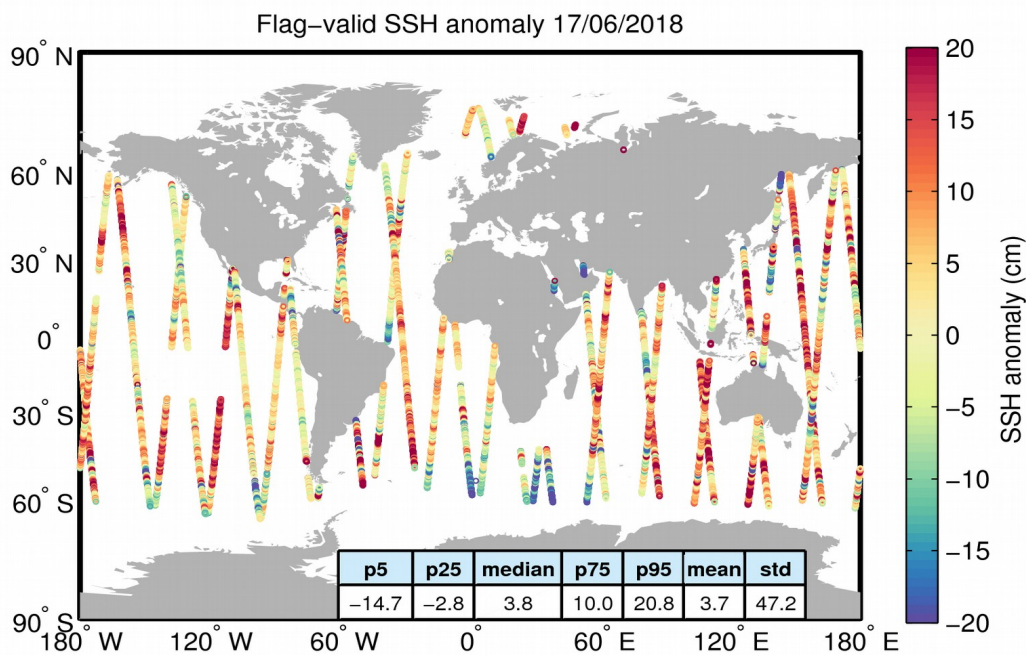 Flag−valid SSH anomaly 17/06/2018
90° N
60° N
30° N
0°
30° S
60° S
90° S
180° W
120° W
60° W
0°
60° E
120° E
180° E
p5 p25 median p75 p95 mean std
−14.7 −2.8 3.8 10.0 20.8 3.7 47.2
20
15
10
5
0
−5
−10
−15
−20
SSH anomaly (cm)